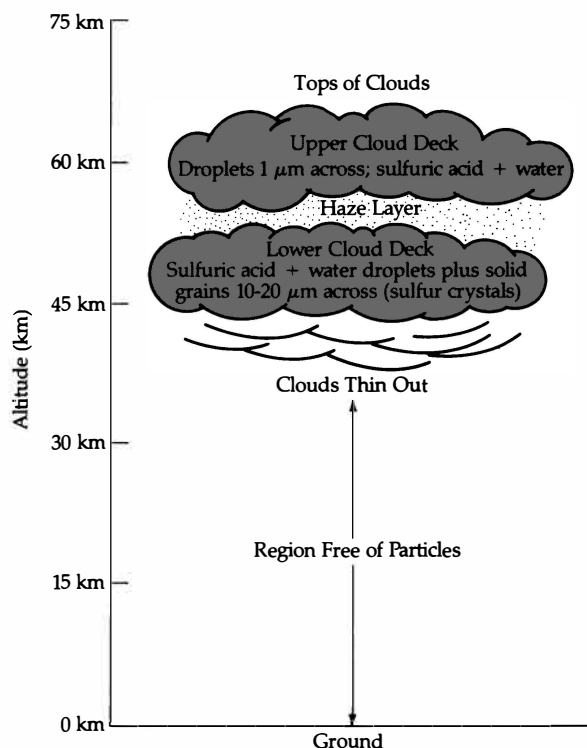 75 km
Tops of Clouds
Upper Cloud Deck
60 km
Droplets 1 μm across; sulfuric acid + water
Haze Layer
Lower Cloud Deck
Sulfuric acid + water droplets plus solid
grains 10-20 μm across (sulfur crystals)
45 km
Altitude (km)
Clouds Thin Out
30 km
Region Free of Particles
15 km
0 km
Ground